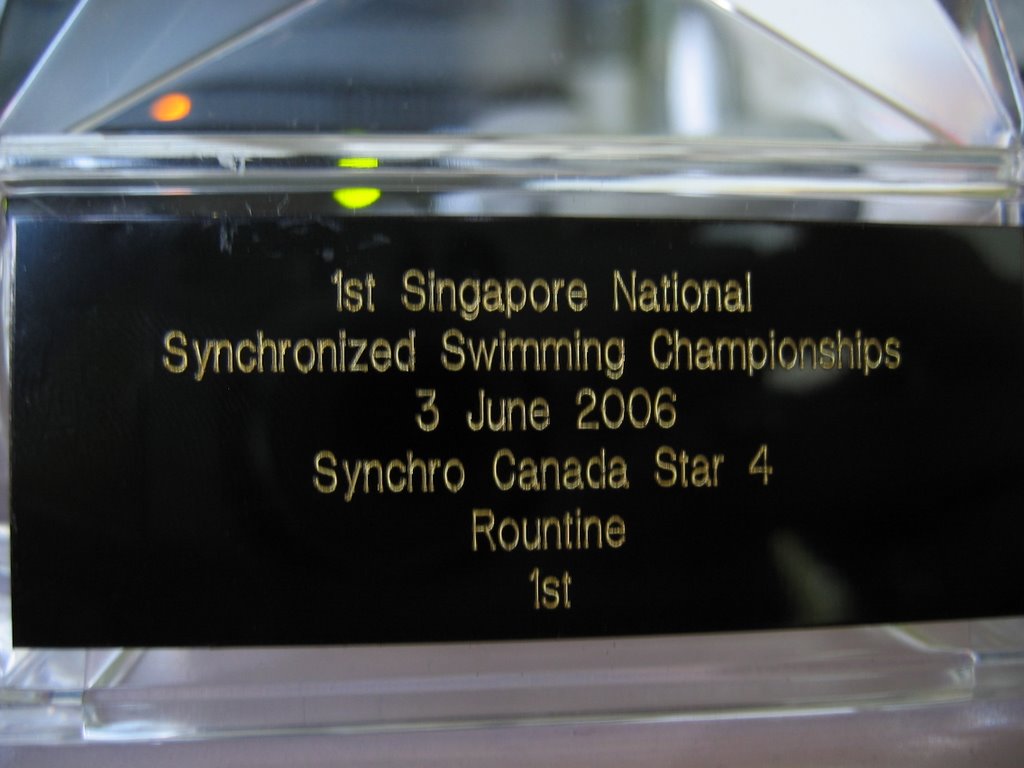 1st Singapore National
Synchronized Swimming Championships
3 June 2006
Synchro Canada Star 4
Rountine
1st